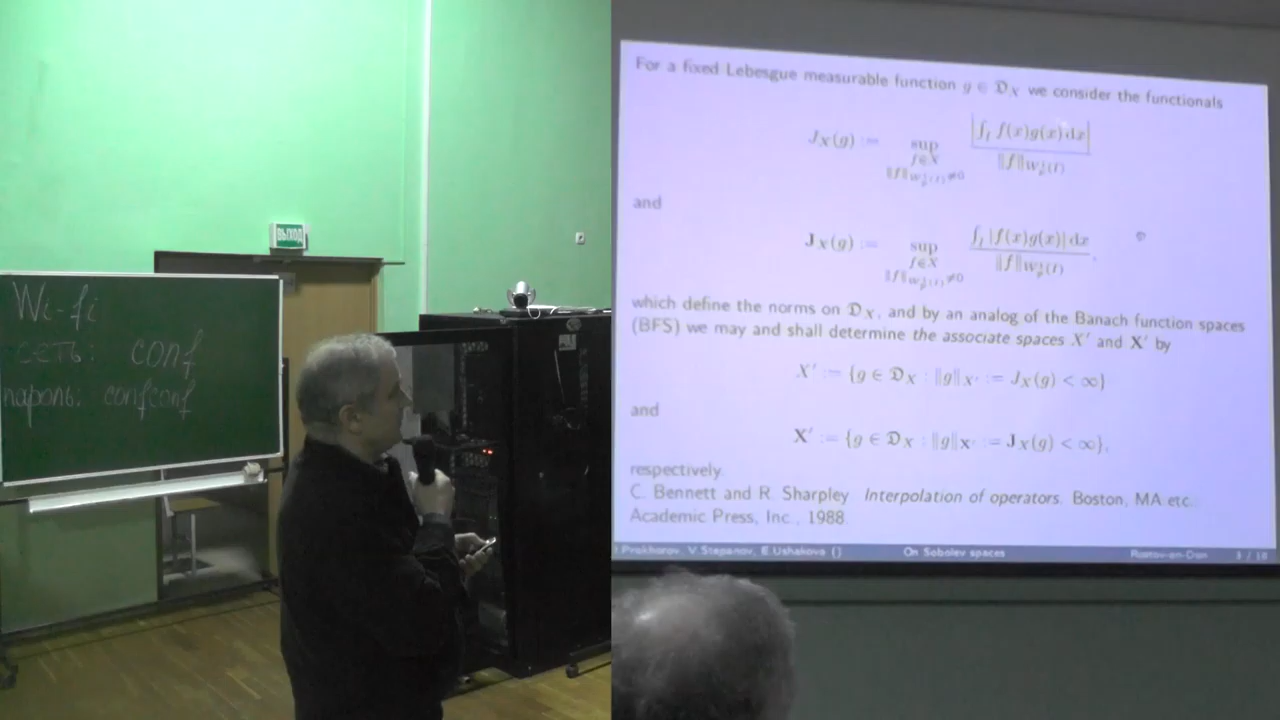 ВЫХОД
Wi-fi
сеть: conf
пароль: confconf
For a fixed Lebesgue measurable function g ∈ 𝔇_X we consider the functionals
J_X(g) := sup_{f∈X, ‖f‖_{W^1_p(I)}≠0} |∫_I f(x)g(x) dx| / ‖f‖_{W^1_p(I)}
and
𝐉_X(g) := sup_{f∈X, ‖f‖_{W^1_p(I)}≠0} ∫_I |f(x)g(x)| dx / ‖f‖_{W^1_p(I)},
which define the norms on 𝔇_X, and by an analog of the Banach function spaces
(BFS) we may and shall determine the associate spaces X′ and 𝐗′ by
X′ := {g ∈ 𝔇_X : ‖g‖_{X′} := J_X(g) < ∞}
and
𝐗′ := {g ∈ 𝔇_X : ‖g‖_{𝐗′} := 𝐉_X(g) < ∞},
respectively.
C. Bennett and R. Sharpley Interpolation of operators. Boston, MA etc.:
Academic Press, Inc., 1988.
Prokhorov, V.Stepanov, E.Ushakova () On Sobolev spaces Rostov-on-Don 3 / 18